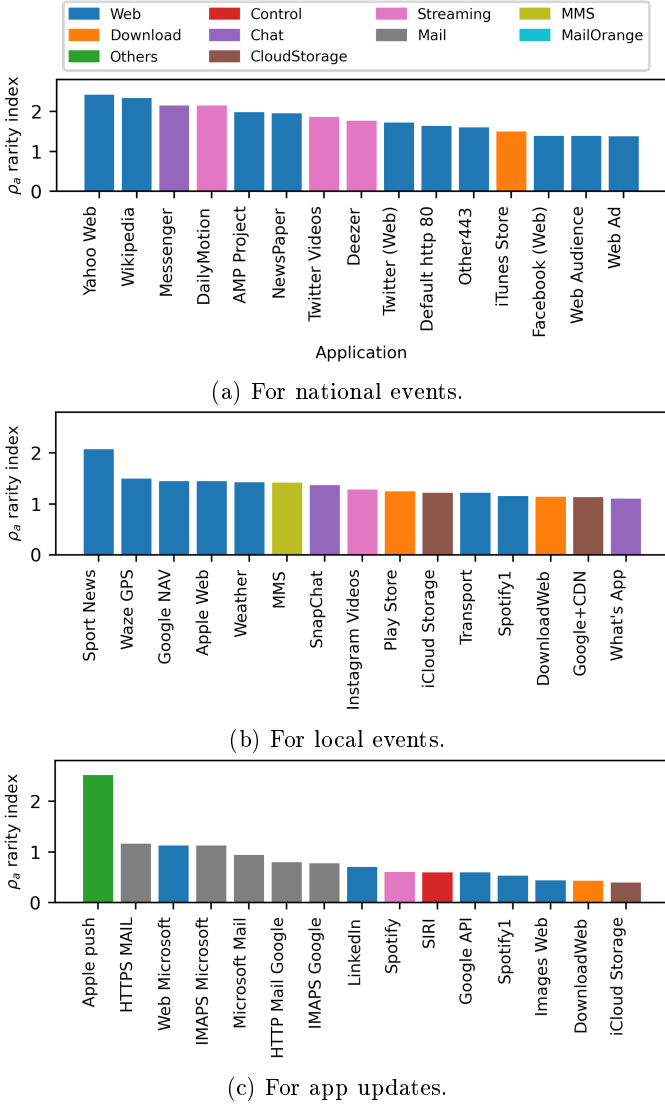 Web Control Streaming MMS
Download Chat Mail MailOrange
Others CloudStorage
ρa rarity index
2
1
0
Yahoo Web
Wikipedia
Messenger
DailyMotion
AMP Project
NewsPaper
Twitter Videos
Deezer
Twitter (Web)
Default http 80
Other443
iTunes Store
Facebook (Web)
Web Audience
Web Ad
Application
(a) For national events.
ρa rarity index
2
1
0
Sport News
Waze GPS
Google NAV
Apple Web
Weather
MMS
SnapChat
Instagram Videos
Play Store
iCloud Storage
Transport
Spotify1
DownloadWeb
Google+CDN
What's App
(b) For local events.
ρa rarity index
2
1
0
Apple push
HTTPS MAIL
Web Microsoft
IMAPS Microsoft
Microsoft Mail
HTTP Mail Google
IMAPS Google
LinkedIn
Spotify
SIRI
Google API
Spotify1
Images Web
DownloadWeb
iCloud Storage
(c) For app updates.